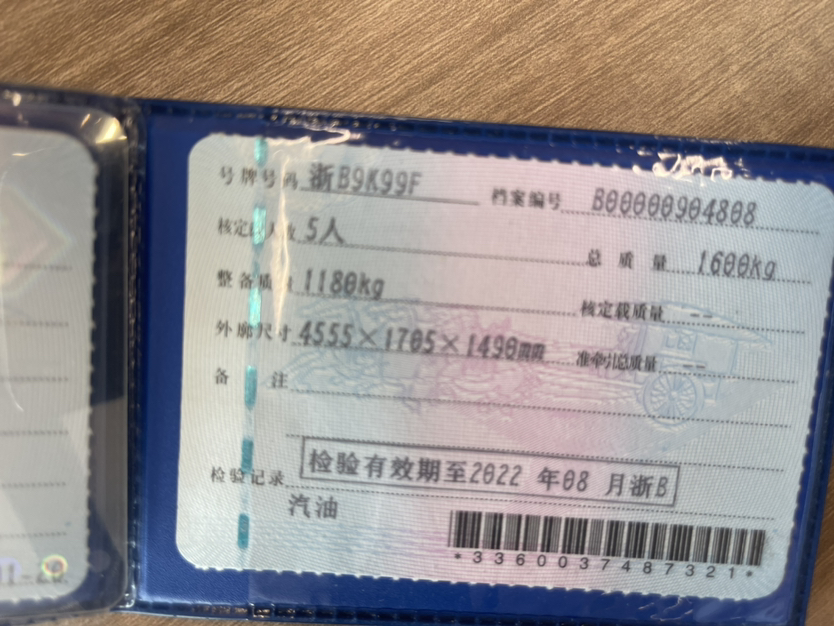 号牌号码 浙B9K99F 档案编号 B00000904808
核定载人数 5人 总质量 1600kg
整备质量 1180kg 核定载质量 --
外廓尺寸 4555×1705×1490mm 准牵引总质量 --
备注
检验记录 检验有效期至2022年08月浙B
汽油
*3360037487321*